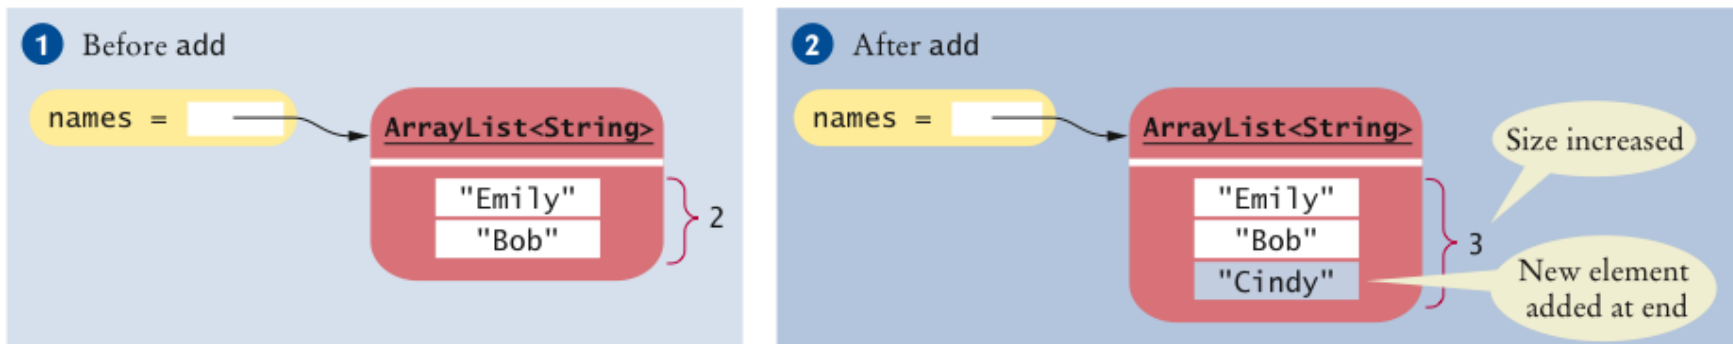 1 Before add
names =
ArrayList<String>
"Emily"
"Bob"
2
2 After add
names =
ArrayList<String>
"Emily"
"Bob"
"Cindy"
3
Size increased
New element
added at end